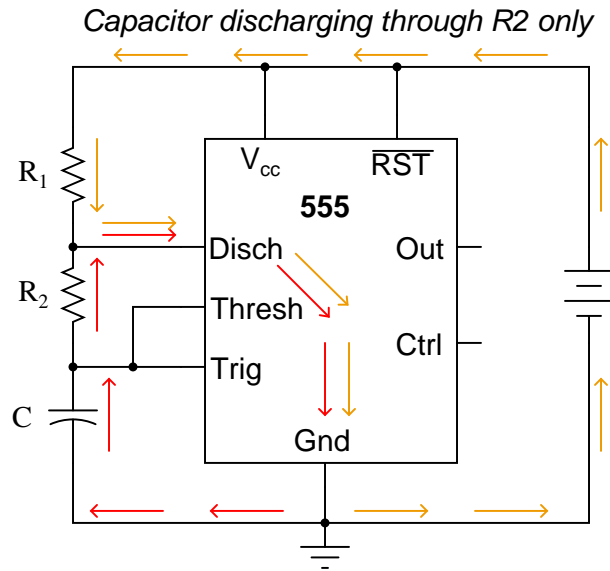 Capacitor discharging through R2 only
Vcc
RST
R1
555
Disch
Out
R2
Thresh
Ctrl
Trig
C
Gnd